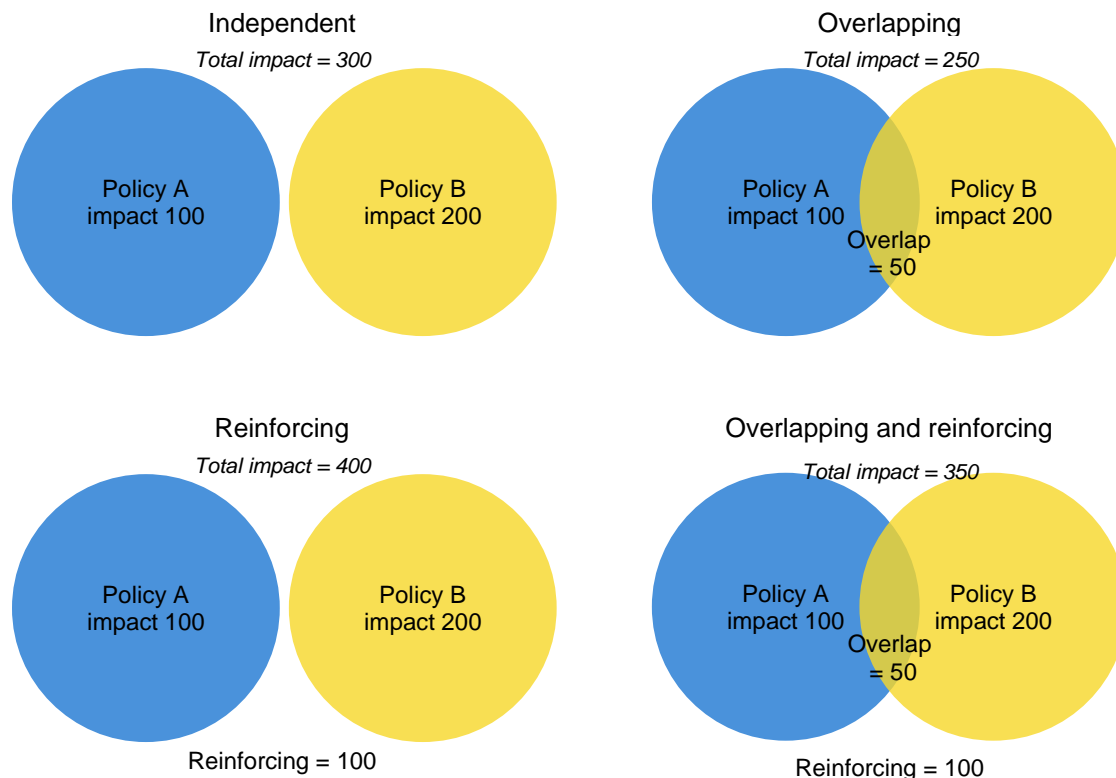 Independent
Total impact = 300
Policy A
impact 100
Policy B
impact 200
Overlapping
Total impact = 250
Policy A
impact 100
Policy B
impact 200
Overlap
= 50
Reinforcing
Total impact = 400
Policy A
impact 100
Policy B
impact 200
Reinforcing = 100
Overlapping and reinforcing
Total impact = 350
Policy A
impact 100
Policy B
impact 200
Overlap
= 50
Reinforcing = 100